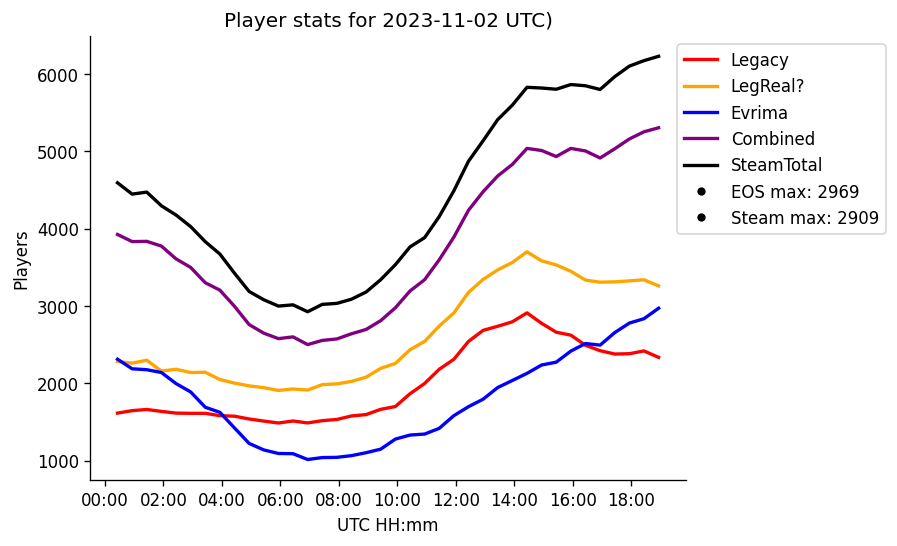 Player stats for 2023-11-02 UTC)
Legacy
LegReal?
Evrima
Combined
SteamTotal
EOS max: 2969
Steam max: 2909
Players
6000
5000
4000
3000
2000
1000
00:00 02:00 04:00 06:00 08:00 10:00 12:00 14:00 16:00 18:00
UTC HH:mm